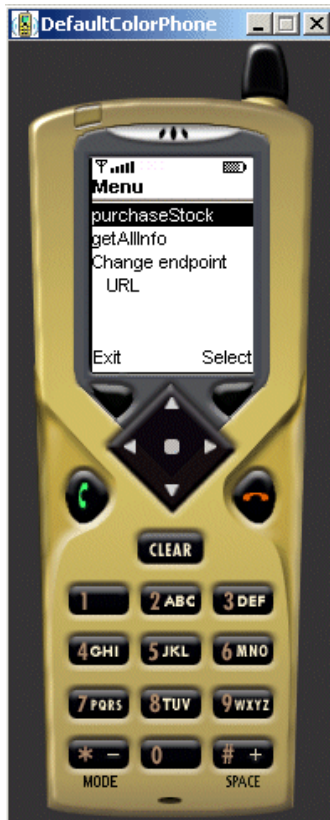 DefaultColorPhone
Menu
purchaseStock
getAllInfo
Change endpoint
URL
Exit Select
CLEAR
1 2 ABC 3 DEF
4 GHI 5 JKL 6 MNO
7 PQRS 8 TUV 9 WXYZ
* - 0 # +
MODE SPACE